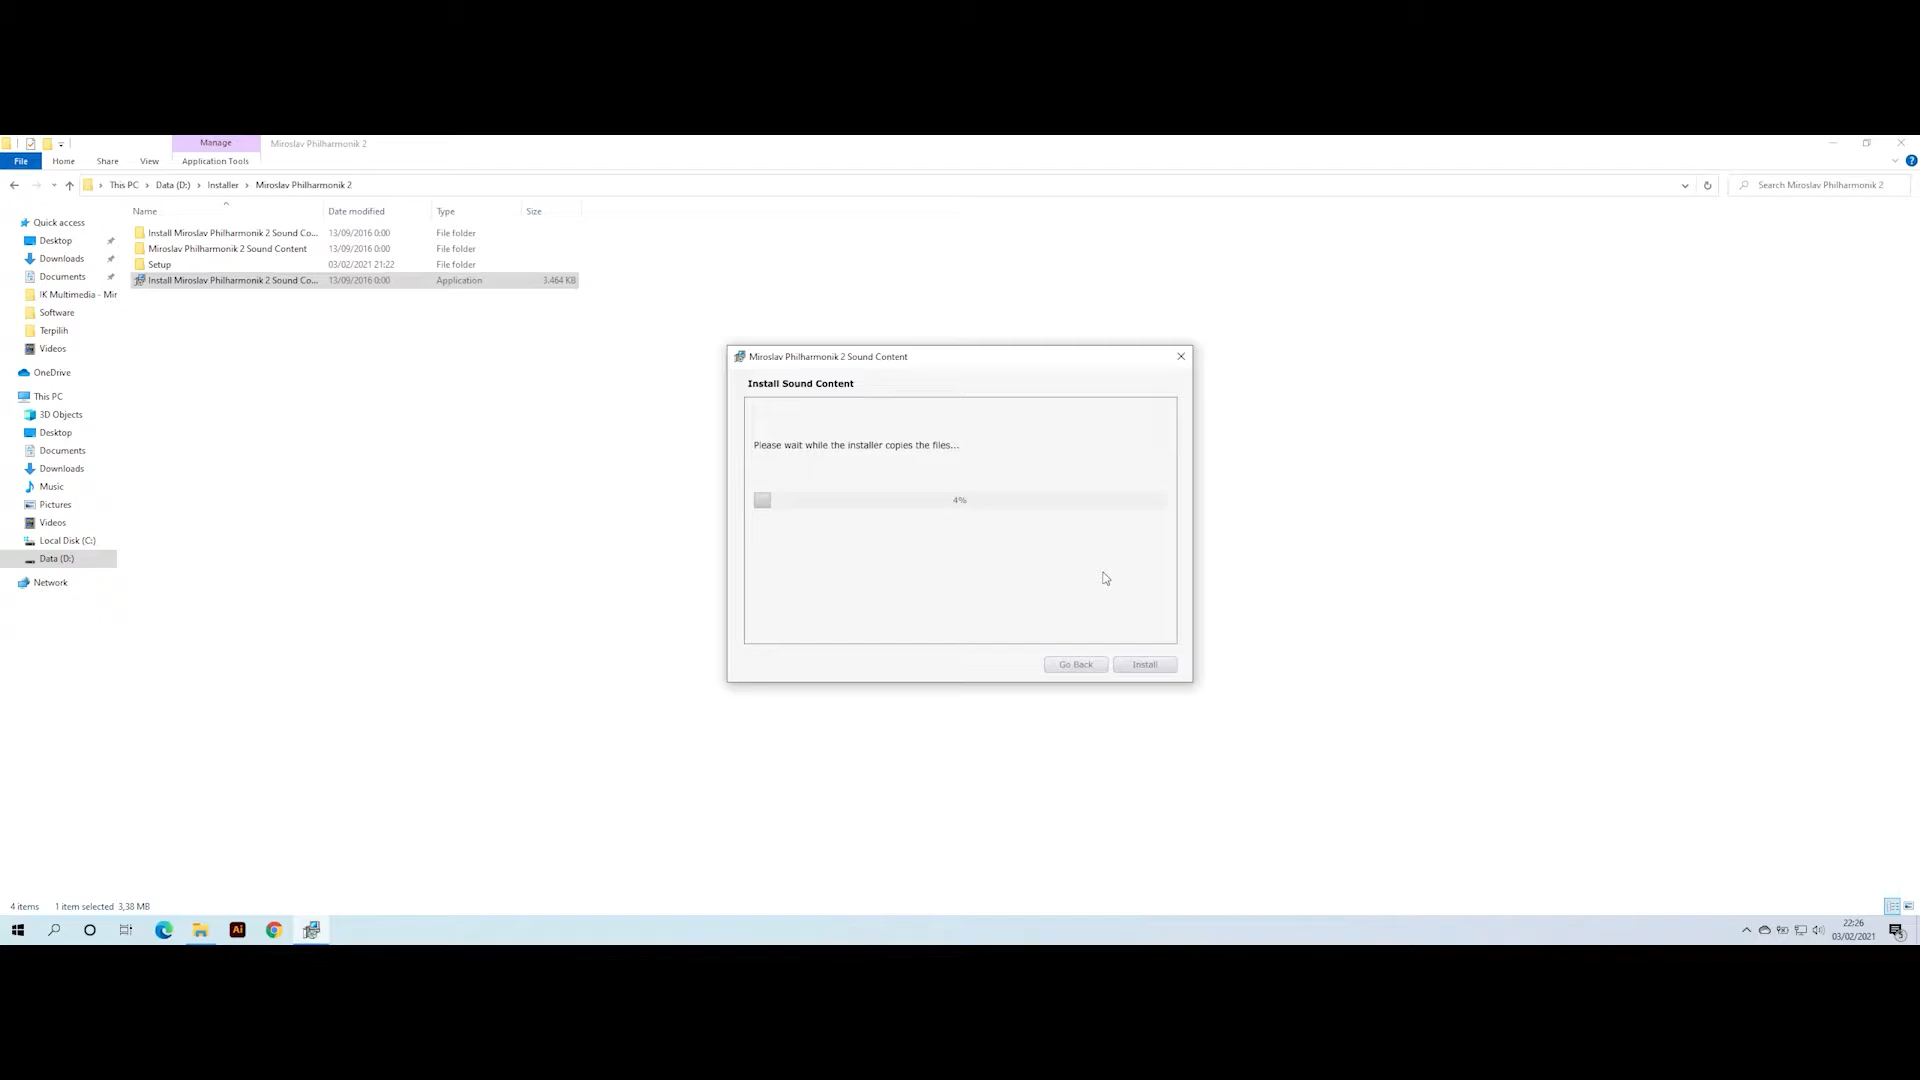 Manage
Miroslav Philharmonik 2
File
Home
Share
View
Application Tools
This PC
Data (D:)
Installer
Miroslav Philharmonik 2
Search Miroslav Philharmonik 2
Name
Date modified
Type
Size
Install Miroslav Philharmonik 2 Sound Co...
13/09/2016 0:00
File folder
Miroslav Philharmonik 2 Sound Content
13/09/2016 0:00
File folder
Setup
03/02/2021 21:22
File folder
Install Miroslav Philharmonik 2 Sound Co...
13/09/2016 0:00
Application
3.464 KB
Quick access
Desktop
Downloads
Documents
IK Multimedia - Mir
Software
Terpilih
Videos
OneDrive
This PC
3D Objects
Desktop
Documents
Downloads
Music
Pictures
Videos
Local Disk (C:)
Data (D:)
Network
Miroslav Philharmonik 2 Sound Content
Install Sound Content
Please wait while the installer copies the files...
4%
Go Back
Install
4 items
1 item selected 3,38 MB
Ai
22:26
03/02/2021
5